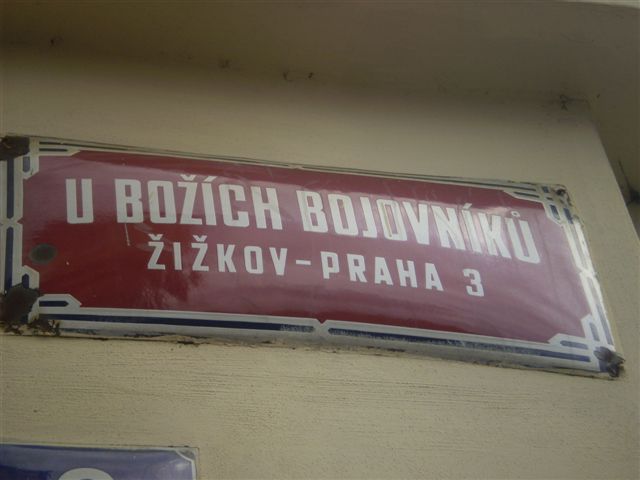 U BOŽÍCH BOJOVNÍKŮ
ŽIŽKOV-PRAHA 3